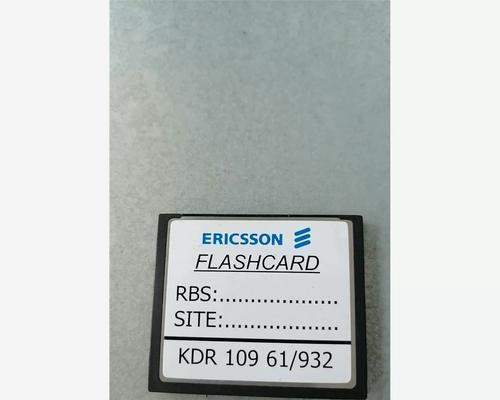 ERICSSON
FLASHCARD
RBS:....................
SITE:...................
KDR 109 61/932